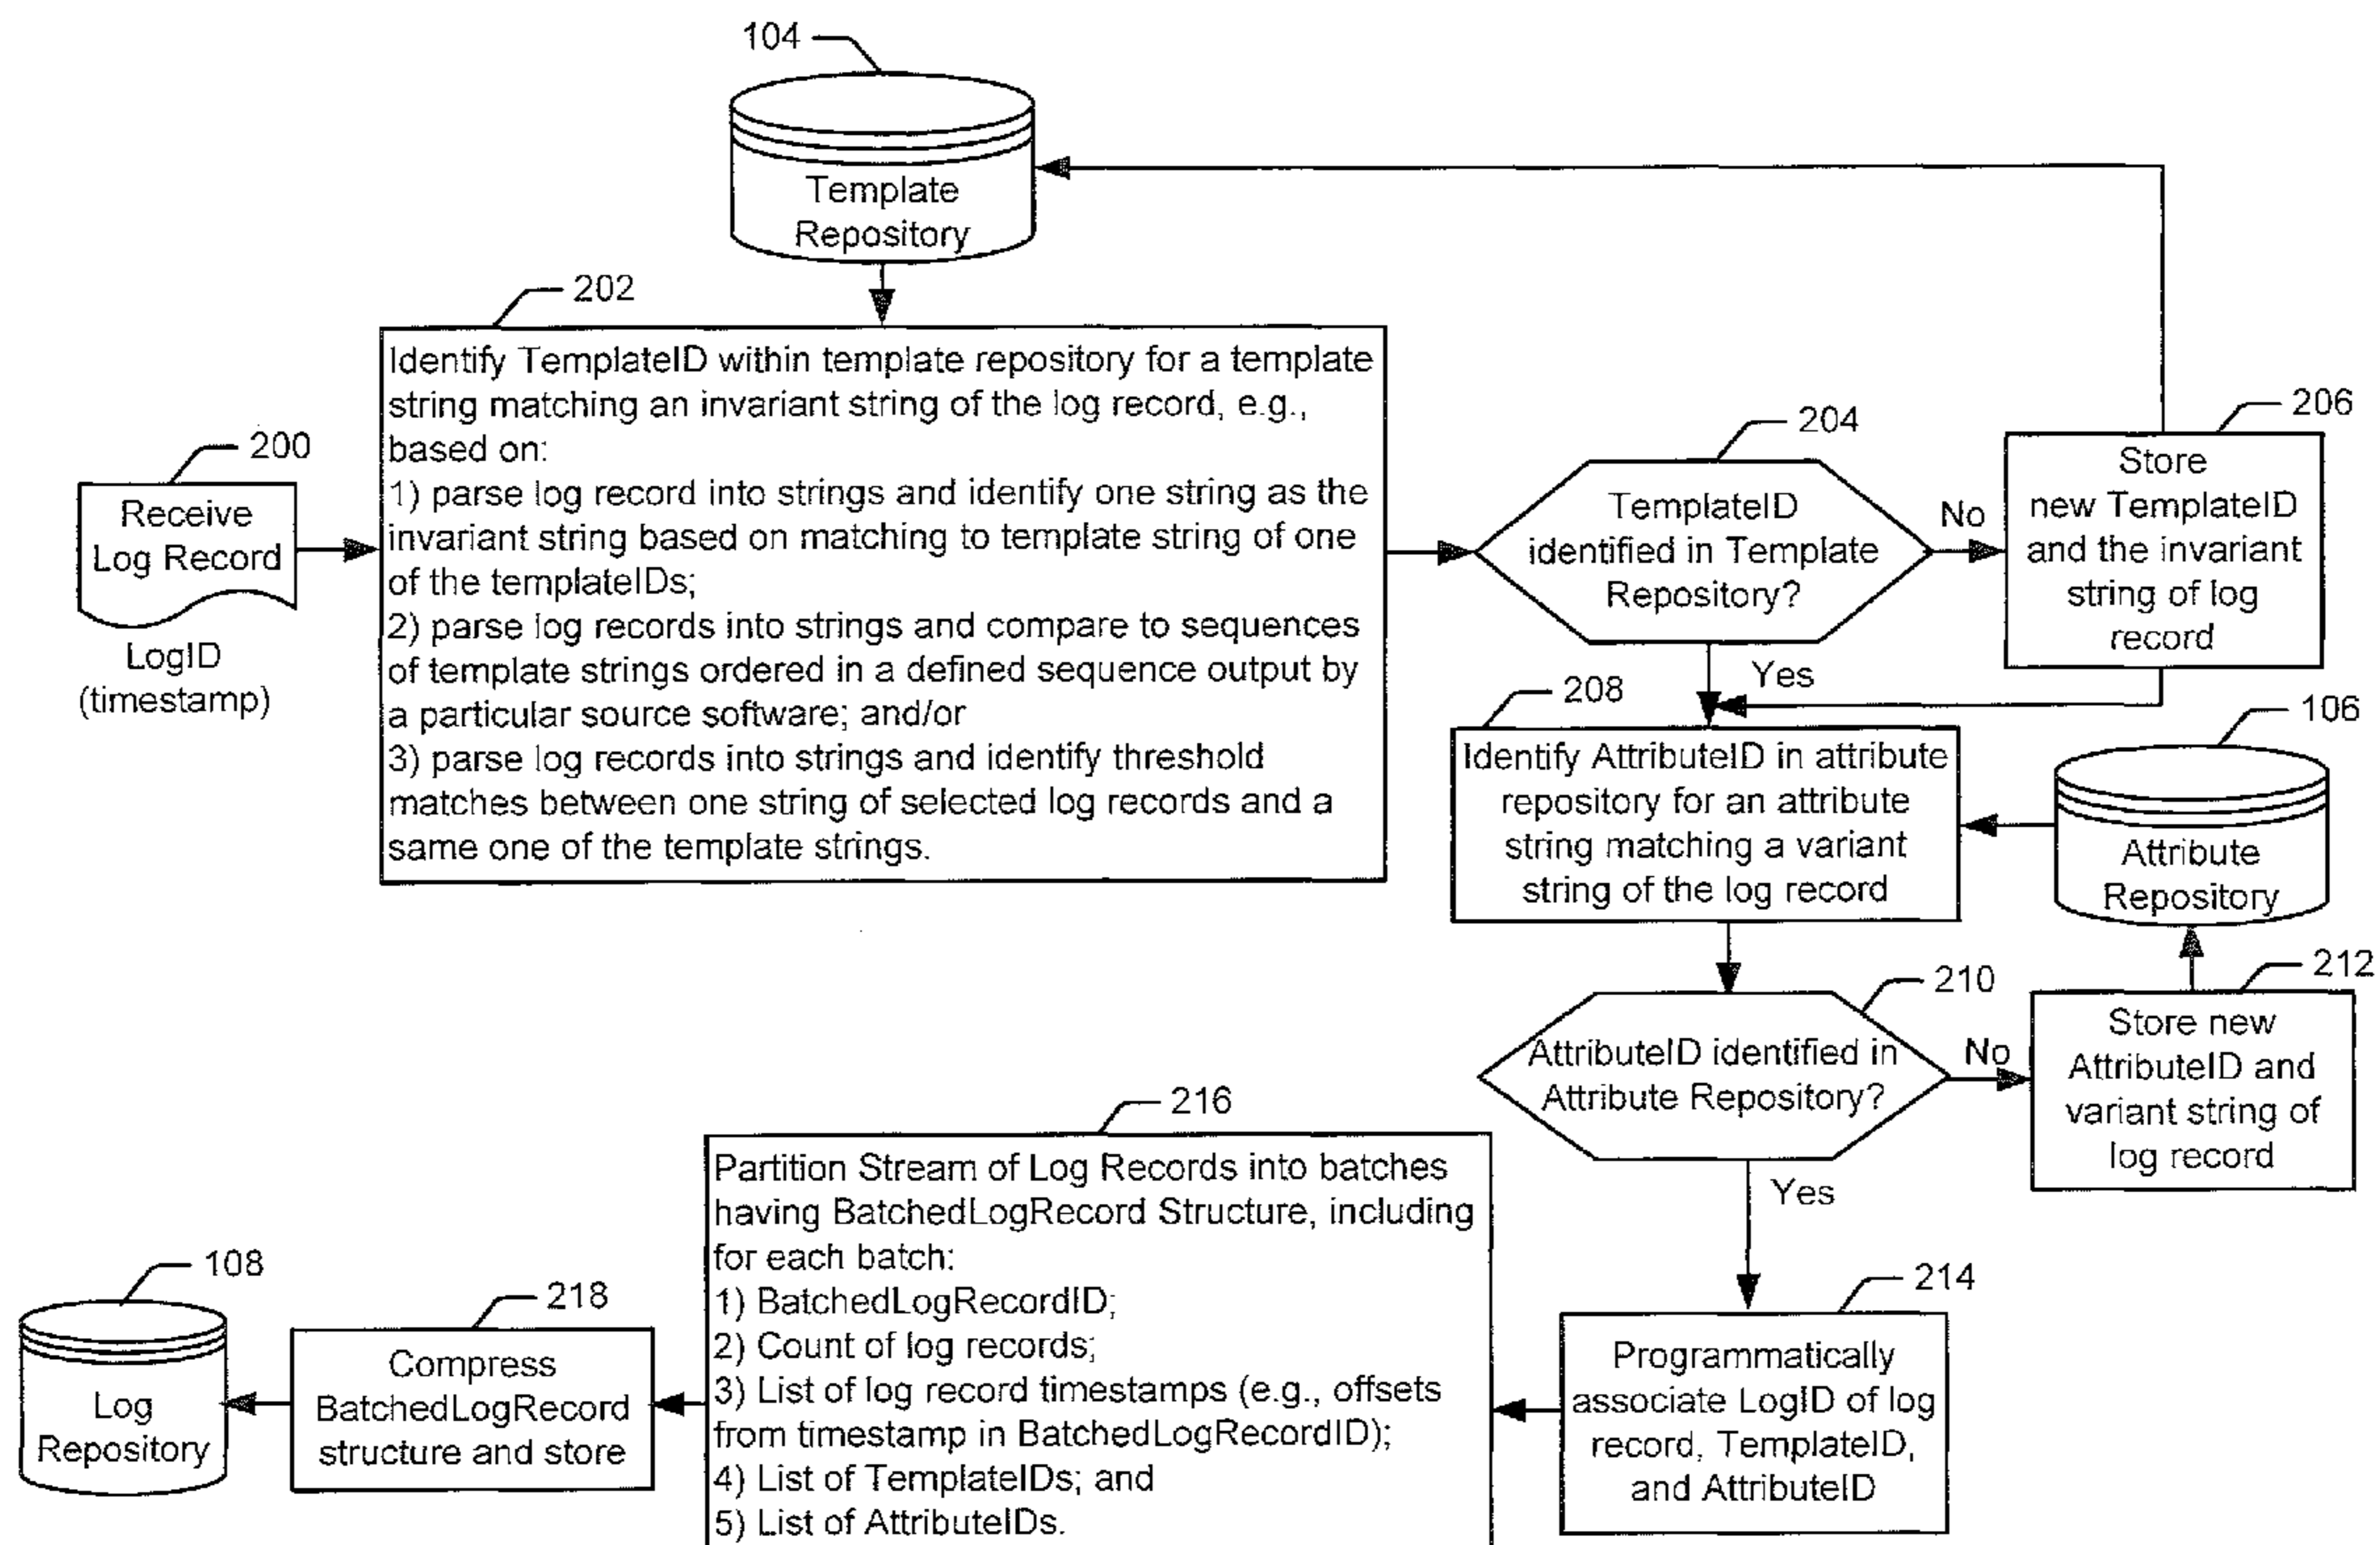 104
Template
Repository
202
Identify TemplateID within template repository for a template
string matching an invariant string of the log record, e.g.,
based on:
1) parse log record into strings and identify one string as the
invariant string based on matching to template string of one
of the templateIDs;
2) parse log records into strings and compare to sequences
of template strings ordered in a defined sequence output by
a particular source software; and/or
3) parse log records into strings and identify threshold
matches between one string of selected log records and a
same one of the template strings.
200
Receive
Log Record
LogID
(timestamp)
204
TemplateID
identified in Template
Repository?
No
Yes
206
Store
new TemplateID
and the invariant
string of log
record
208
Identify AttributeID in attribute
repository for an attribute
string matching a variant
string of the log record
106
Attribute
Repository
210
AttributeID identified in
Attribute Repository?
No
Yes
212
Store new
AttributeID and
variant string of
log record
214
Programmatically
associate LogID of log
record, TemplateID,
and AttributeID
216
Partition Stream of Log Records into batches
having BatchedLogRecord Structure, including
for each batch:
1) BatchedLogRecordID;
2) Count of log records;
3) List of log record timestamps (e.g., offsets
from timestamp in BatchedLogRecordID);
4) List of TemplateIDs; and
5) List of AttributeIDs.
218
Compress
BatchedLogRecord
structure and store
108
Log
Repository